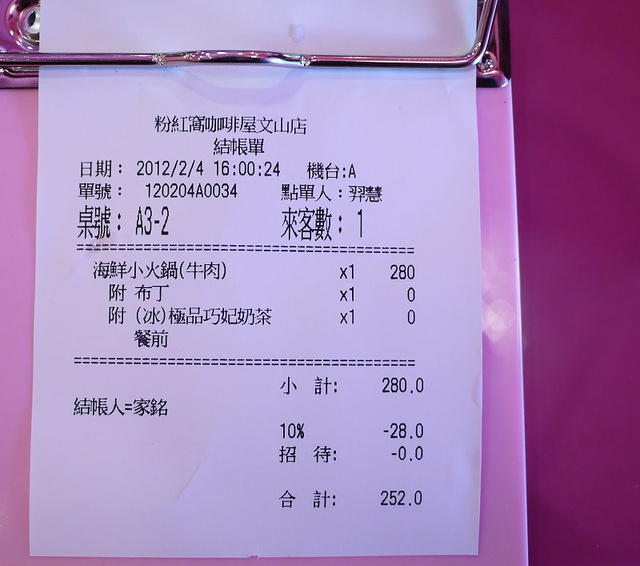 粉紅窩咖啡屋文山店
結帳單
日期： 2012/2/4 16:00:24 機台:A
單號： 120204A0034 點單人：羿慧
桌號： A3-2 來客數： 1
海鮮小火鍋(牛肉) x1 280
附 布丁 x1 0
附 (冰)極品巧妃奶茶 x1 0
餐前
小 計: 280.0
結帳人=家銘
10% -28.0
招 待: -0.0
合 計: 252.0